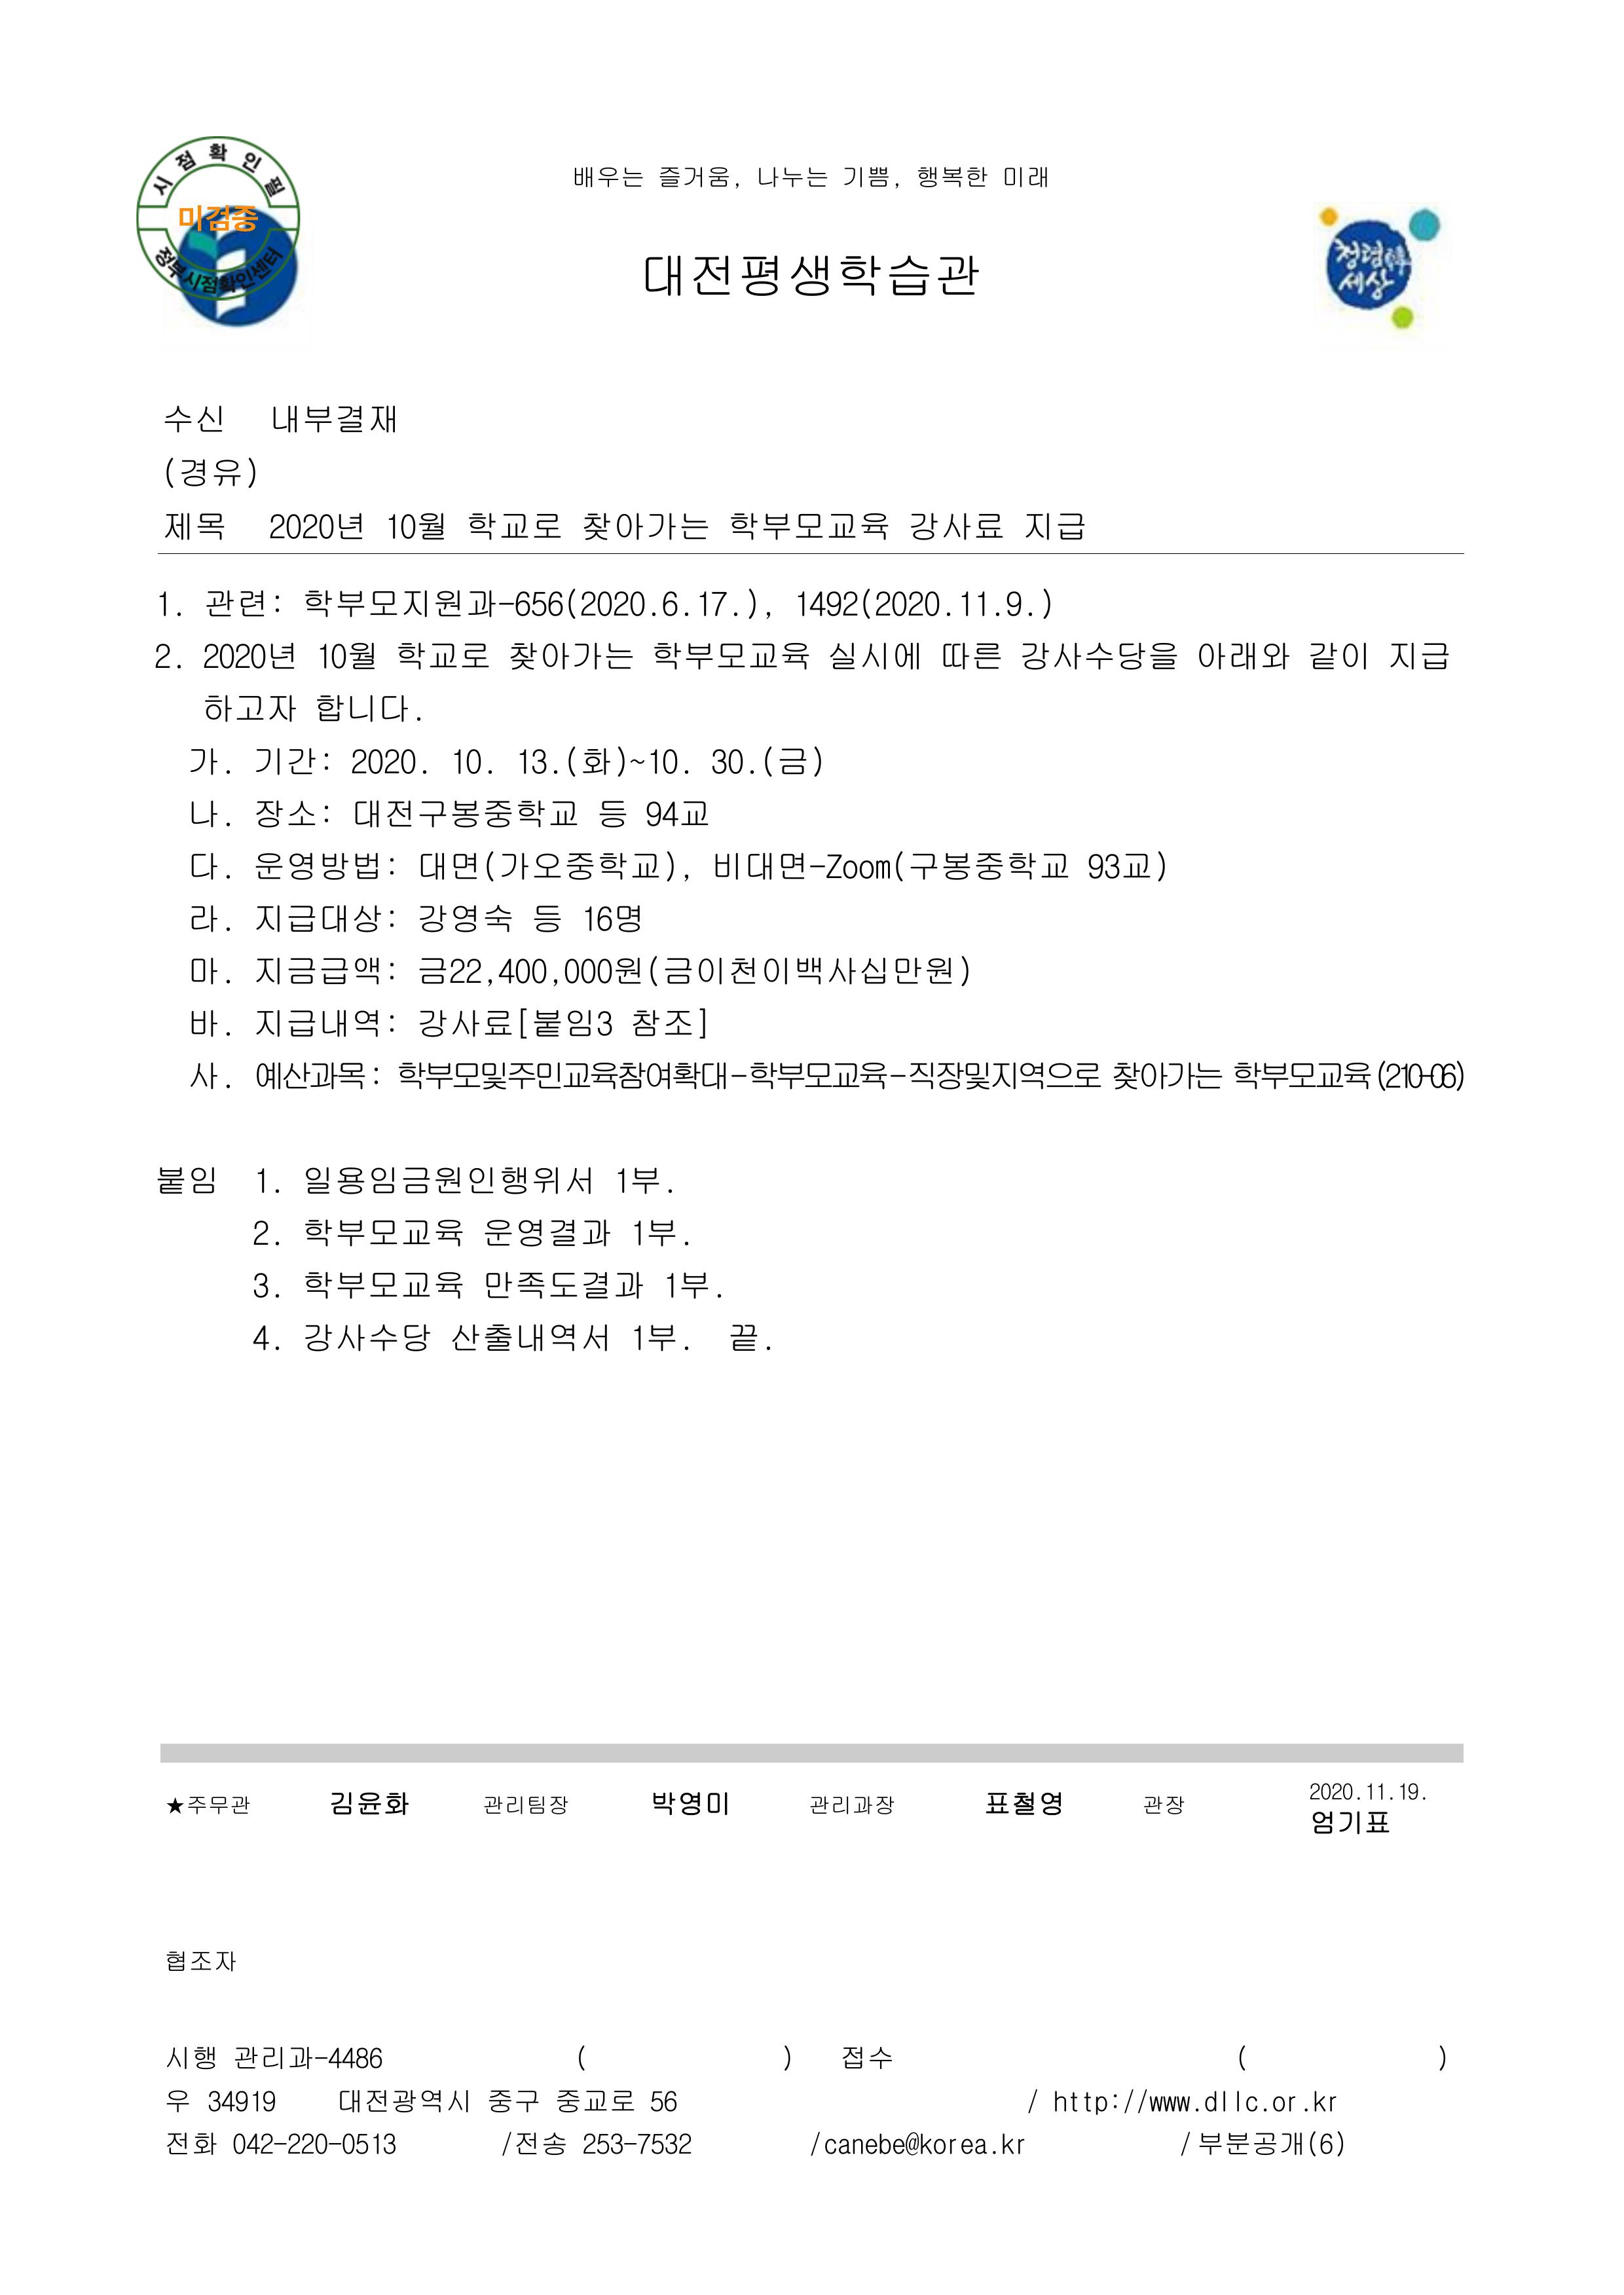 시점확인필
미검증
정부시점확인센터
배우는 즐거움, 나누는 기쁨, 행복한 미래
대전평생학습관
청렴
세상
수신 내부결재
(경유)
제목 2020년 10월 학교로 찾아가는 학부모교육 강사료 지급
1. 관련: 학부모지원과-656(2020.6.17.), 1492(2020.11.9.)
2. 2020년 10월 학교로 찾아가는 학부모교육 실시에 따른 강사수당을 아래와 같이 지급
하고자 합니다.
가. 기간: 2020. 10. 13.(화)~10. 30.(금)
나. 장소: 대전구봉중학교 등 94교
다. 운영방법: 대면(가오중학교), 비대면-Zoom(구봉중학교 93교)
라. 지급대상: 강영숙 등 16명
마. 지금급액: 금22,400,000원(금이천이백사십만원)
바. 지급내역: 강사료[붙임3 참조]
사. 예산과목: 학부모및주민교육참여확대-학부모교육-직장및지역으로 찾아가는 학부모교육(210-06)
붙임 1. 일용임금원인행위서 1부.
2. 학부모교육 운영결과 1부.
3. 학부모교육 만족도결과 1부.
4. 강사수당 산출내역서 1부. 끝.
★주무관 김윤화 관리팀장 박영미 관리과장 표철영 관장 2020.11.19.
엄기표
협조자
시행 관리과-4486 ( ) 접수 ( )
우 34919 대전광역시 중구 중교로 56 / http://www.dllc.or.kr
전화 042-220-0513 /전송 253-7532 /canebe@korea.kr /부분공개(6)